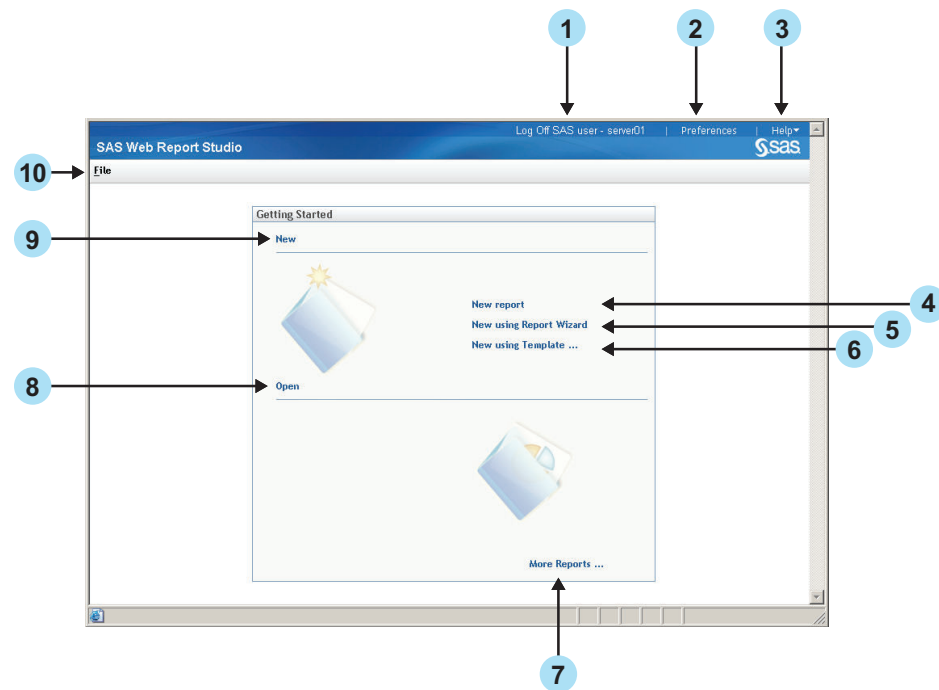 1 2 3
Log Off SAS user - server01 | Preferences | Help
SAS Web Report Studio
sas
10
File
Getting Started
9
New
New report
4
New using Report Wizard
5
New using Template ...
6
8
Open
More Reports ...
7